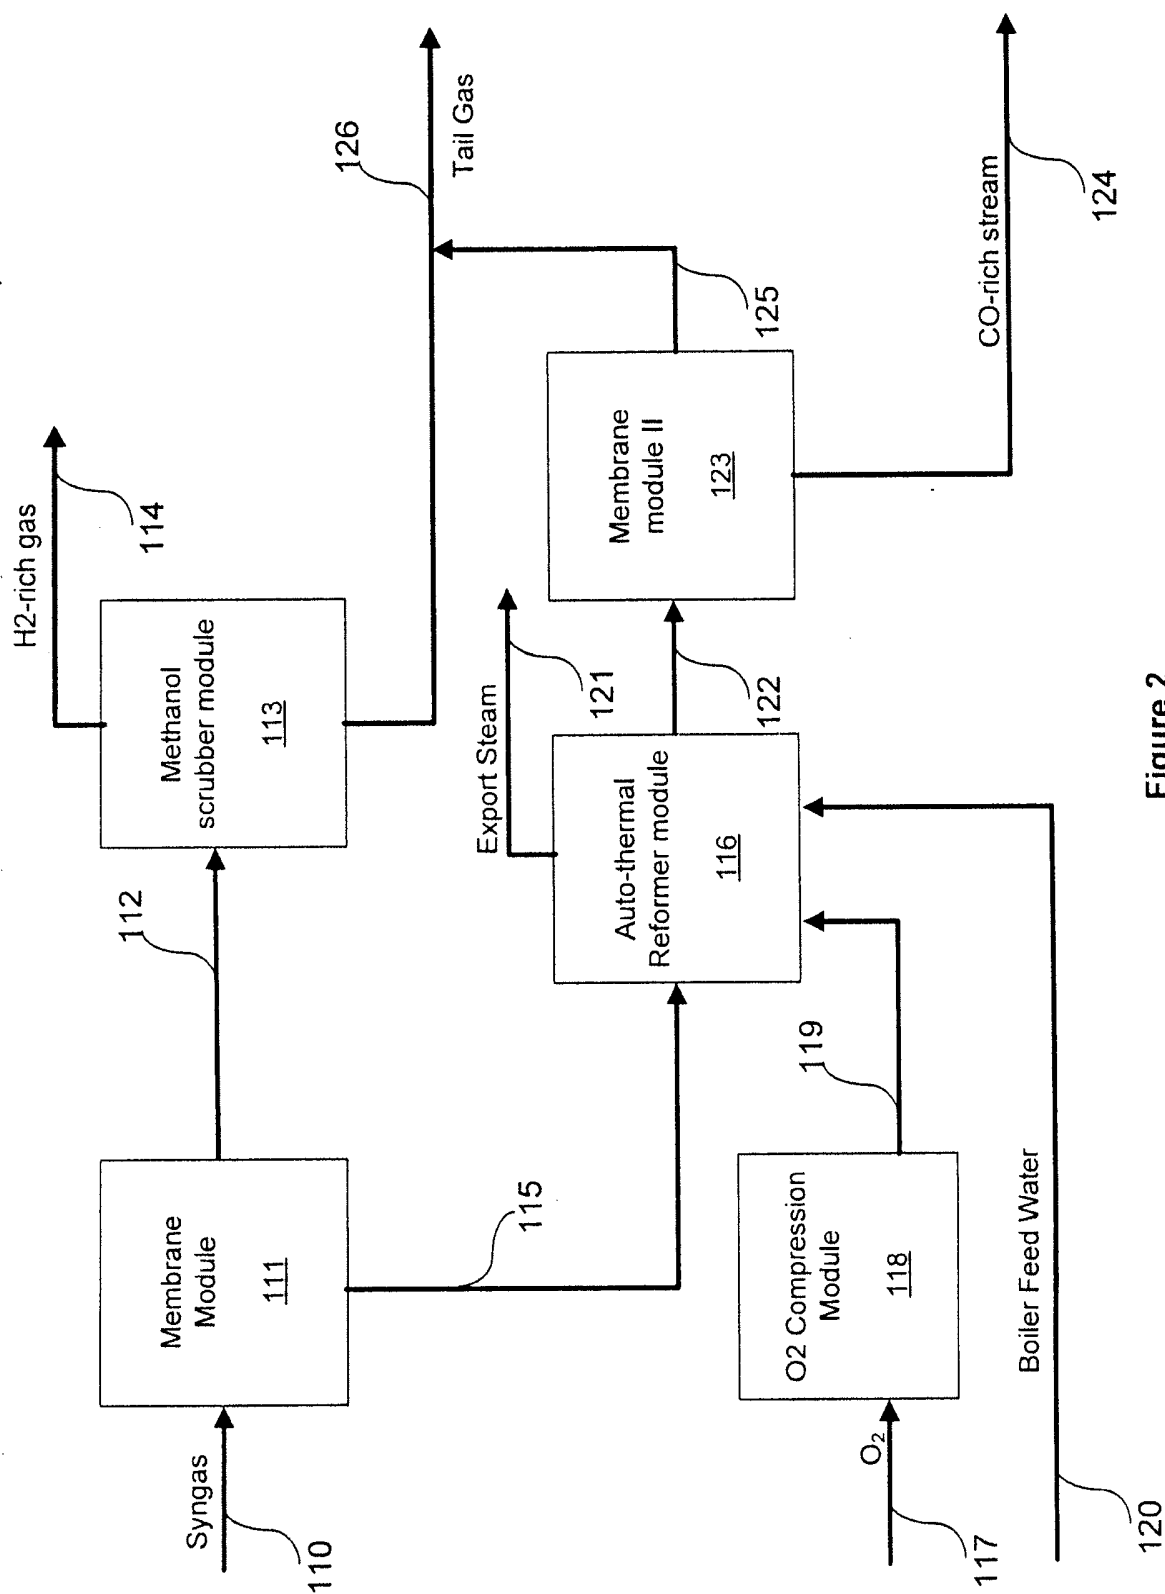 H2-rich gas
114
Methanol
scrubber module
113
126
Tail Gas
112
Membrane
Module
111
Syngas
110
115
Export Steam
121
Auto-thermal
Reformer module
116
122
Membrane
module II
123
125
CO-rich stream
124
O2 Compression
Module
118
119
O₂
117
Boiler Feed Water
120
Figure 2